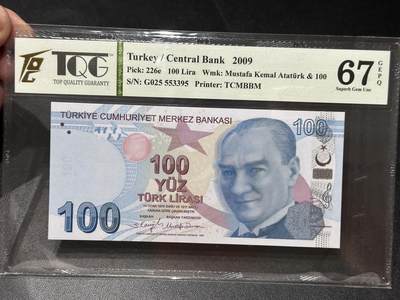 TQG
TOP QUALITY GUARANTY
Turkey / Central Bank 2009
Pick: 226e 100 Lira Wmk: Mustafa Kemal Atatürk & 100
S/N: G025 553395 Printer: TCMBBM
67
GEPQ
Superb Gem Unc
TÜRKİYE CUMHURİYET MERKEZ BANKASI
100
100
YÜZ
TÜRK LİRASI
100